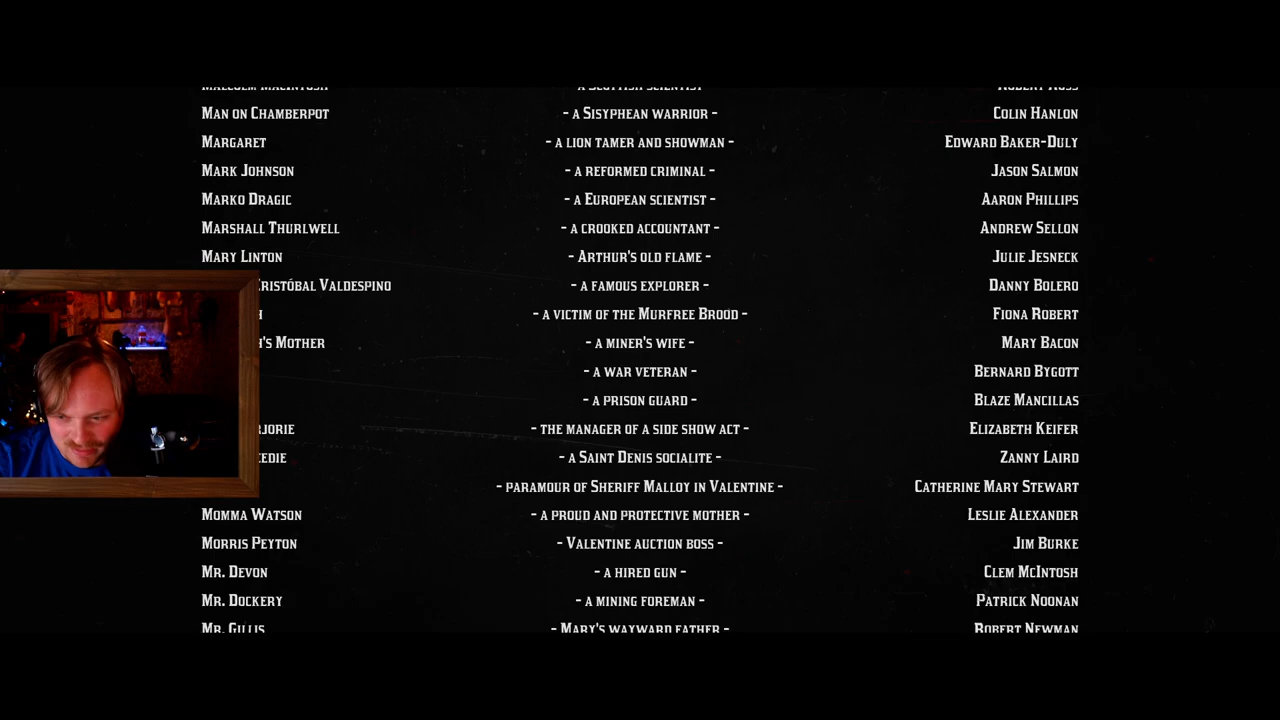 Malcolm MacIntosh - a Scottish scientist - Robert Ross
Man on Chamberpot - a Sisyphean warrior - Colin Hanlon
Margaret - a lion tamer and showman - Edward Baker-Duly
Mark Johnson - a reformed criminal - Jason Salmon
Marko Dragic - a European scientist - Aaron Phillips
Marshall Thurlwell - a crooked accountant - Andrew Sellon
Mary Linton - Arthur's old flame - Julie Jesneck
Cristóbal Valdespino - a famous explorer - Danny Bolero
- a victim of the Murfree Brood - Fiona Robert
Mother - a miner's wife - Mary Bacon
- a war veteran - Bernard Bygott
- a prison guard - Blaze Mancillas
- the manager of a side show act - Elizabeth Keifer
- a Saint Denis socialite - Zanny Laird
- paramour of Sheriff Malloy in Valentine - Catherine Mary Stewart
Momma Watson - a proud and protective mother - Leslie Alexander
Morris Peyton - Valentine auction boss - Jim Burke
Mr. Devon - a hired gun - Clem McIntosh
Mr. Dockery - a mining foreman - Patrick Noonan
Mr. Gillis - Mary's wayward father - Robert Newman